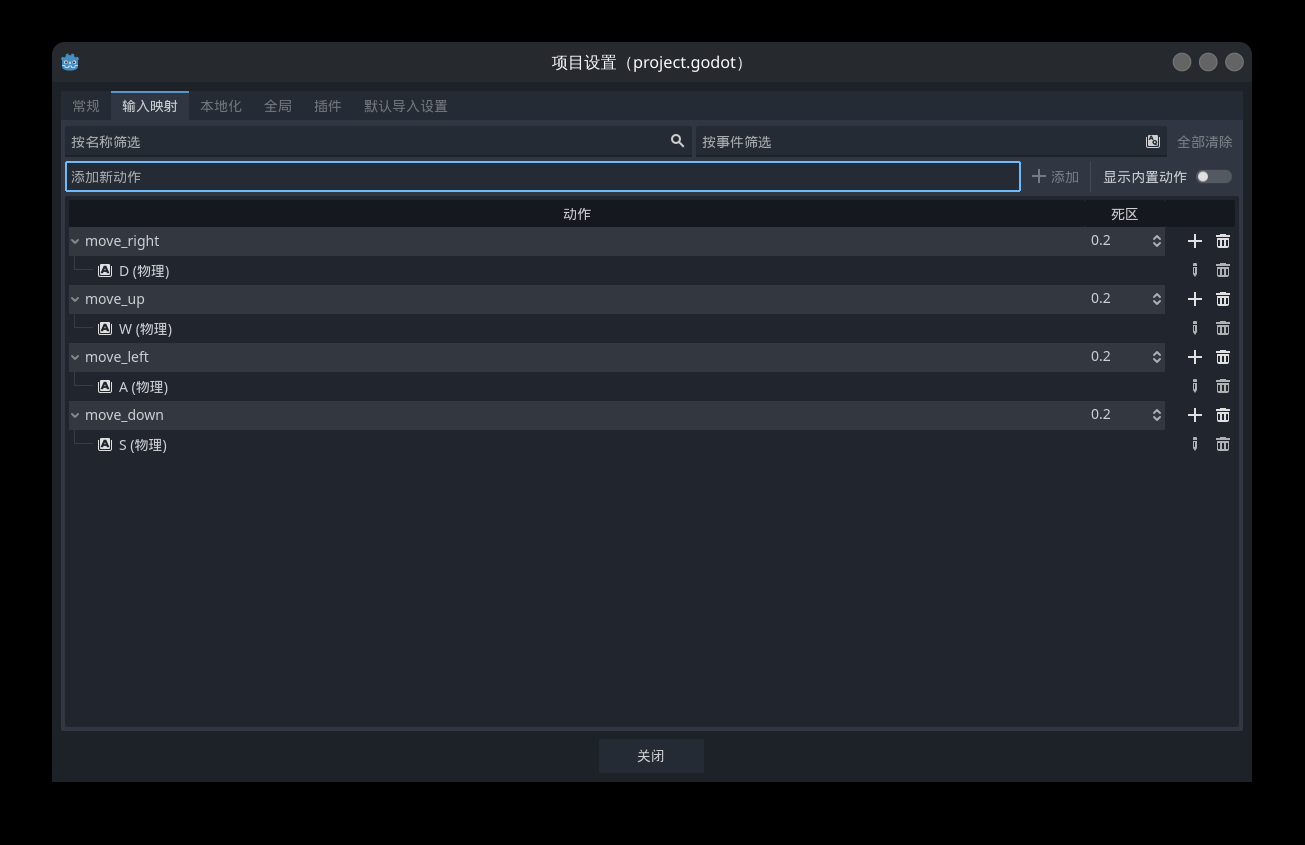 项目设置（project.godot）
常规 输入映射 本地化 全局 插件 默认导入设置
按名称筛选 按事件筛选 全部清除
添加新动作 添加 显示内置动作
动作 死区
move_right 0.2
D (物理)
move_up 0.2
W (物理)
move_left 0.2
A (物理)
move_down 0.2
S (物理)
关闭